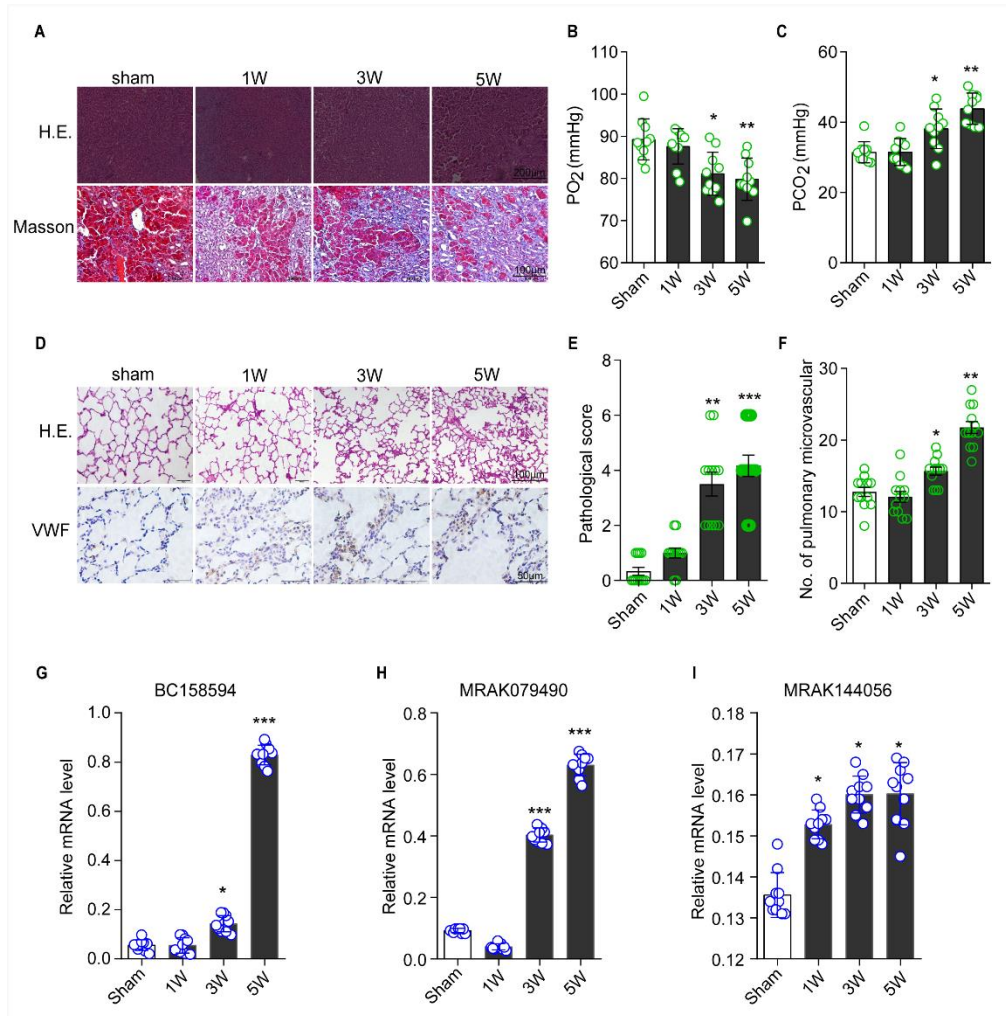 A
sham 1W 3W 5W
H.E.
200μm
Masson
100μm
B
PO2 (mmHg)
110
100
90
80
70
60
* **
Sham 1W 3W 5W
C
PCO2 (mmHg)
60
40
20
0
* **
Sham 1W 3W 5W
D
sham 1W 3W 5W
H.E.
100μm
VWF
50μm
E
Pathological score
8
6
4
2
0
** ***
Sham 1W 3W 5W
F
No. of pulmonary microvascular
30
20
10
0
* **
Sham 1W 3W 5W
G
BC158594
Relative mRNA level
1.0
0.8
0.6
0.4
0.2
0.0
* ***
Sham 1W 3W 5W
H
MRAK079490
Relative mRNA level
0.8
0.6
0.4
0.2
0.0
*** ***
Sham 1W 3W 5W
I
MRAK144056
Relative mRNA level
0.18
0.17
0.16
0.15
0.14
0.13
0.12
* * *
Sham 1W 3W 5W